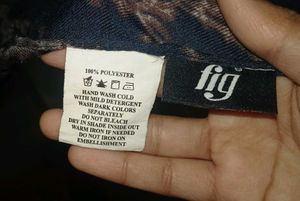 100% POLYESTER
HAND WASH COLD
WITH MILD DETERGENT
WASH DARK COLORS
SEPARATELY
DO NOT BLEACH
DRY IN SHADE INSIDE OUT
WARM IRON IF NEEDED
DO NOT IRON ON
EMBELLISHMENT
fig